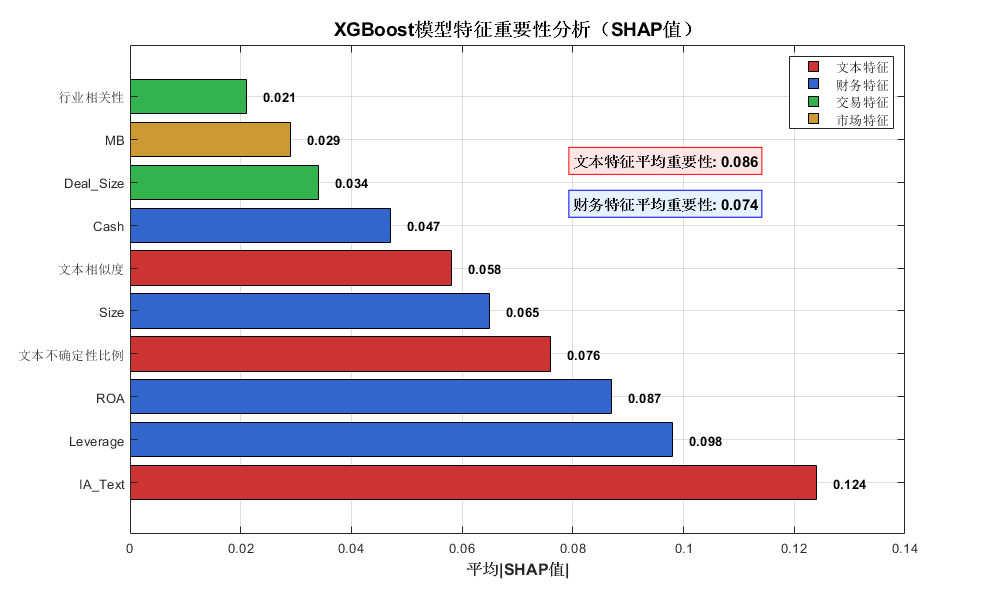 XGBoost模型特征重要性分析（SHAP值）
文本特征
财务特征
交易特征
市场特征
行业相关性
0.021
MB
0.029
文本特征平均重要性: 0.086
Deal_Size
0.034
财务特征平均重要性: 0.074
Cash
0.047
文本相似度
0.058
Size
0.065
文本不确定性比例
0.076
ROA
0.087
Leverage
0.098
IA_Text
0.124
0 0.02 0.04 0.06 0.08 0.1 0.12 0.14
平均|SHAP值|